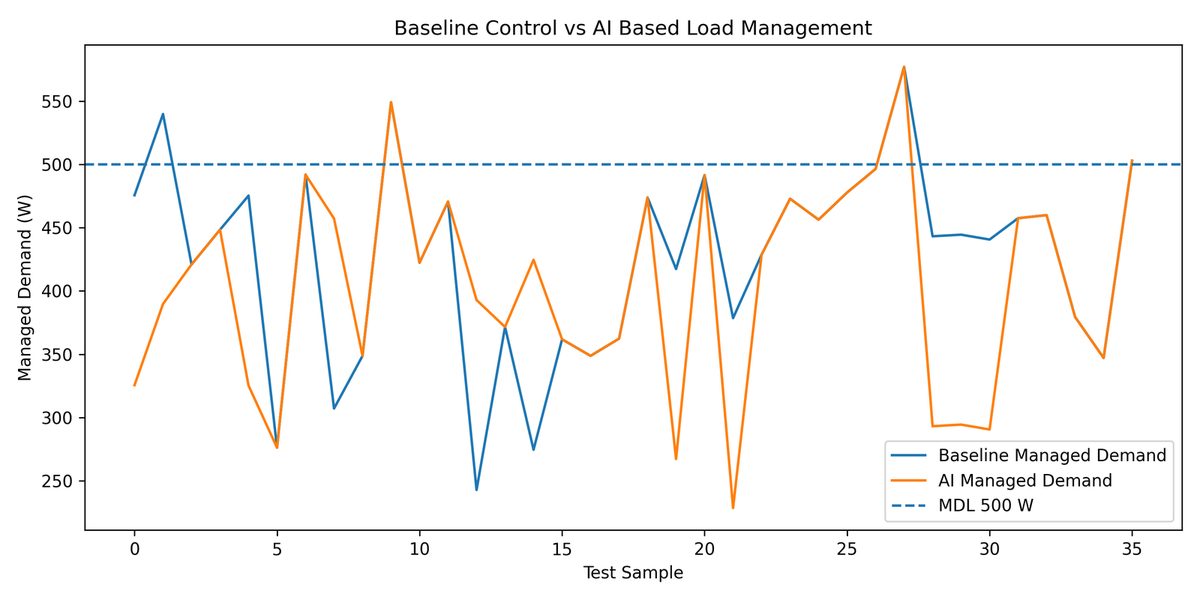 Baseline Control vs AI Based Load Management
Managed Demand (W)
550
500
450
400
350
300
250
Baseline Managed Demand
AI Managed Demand
MDL 500 W
0 5 10 15 20 25 30 35
Test Sample